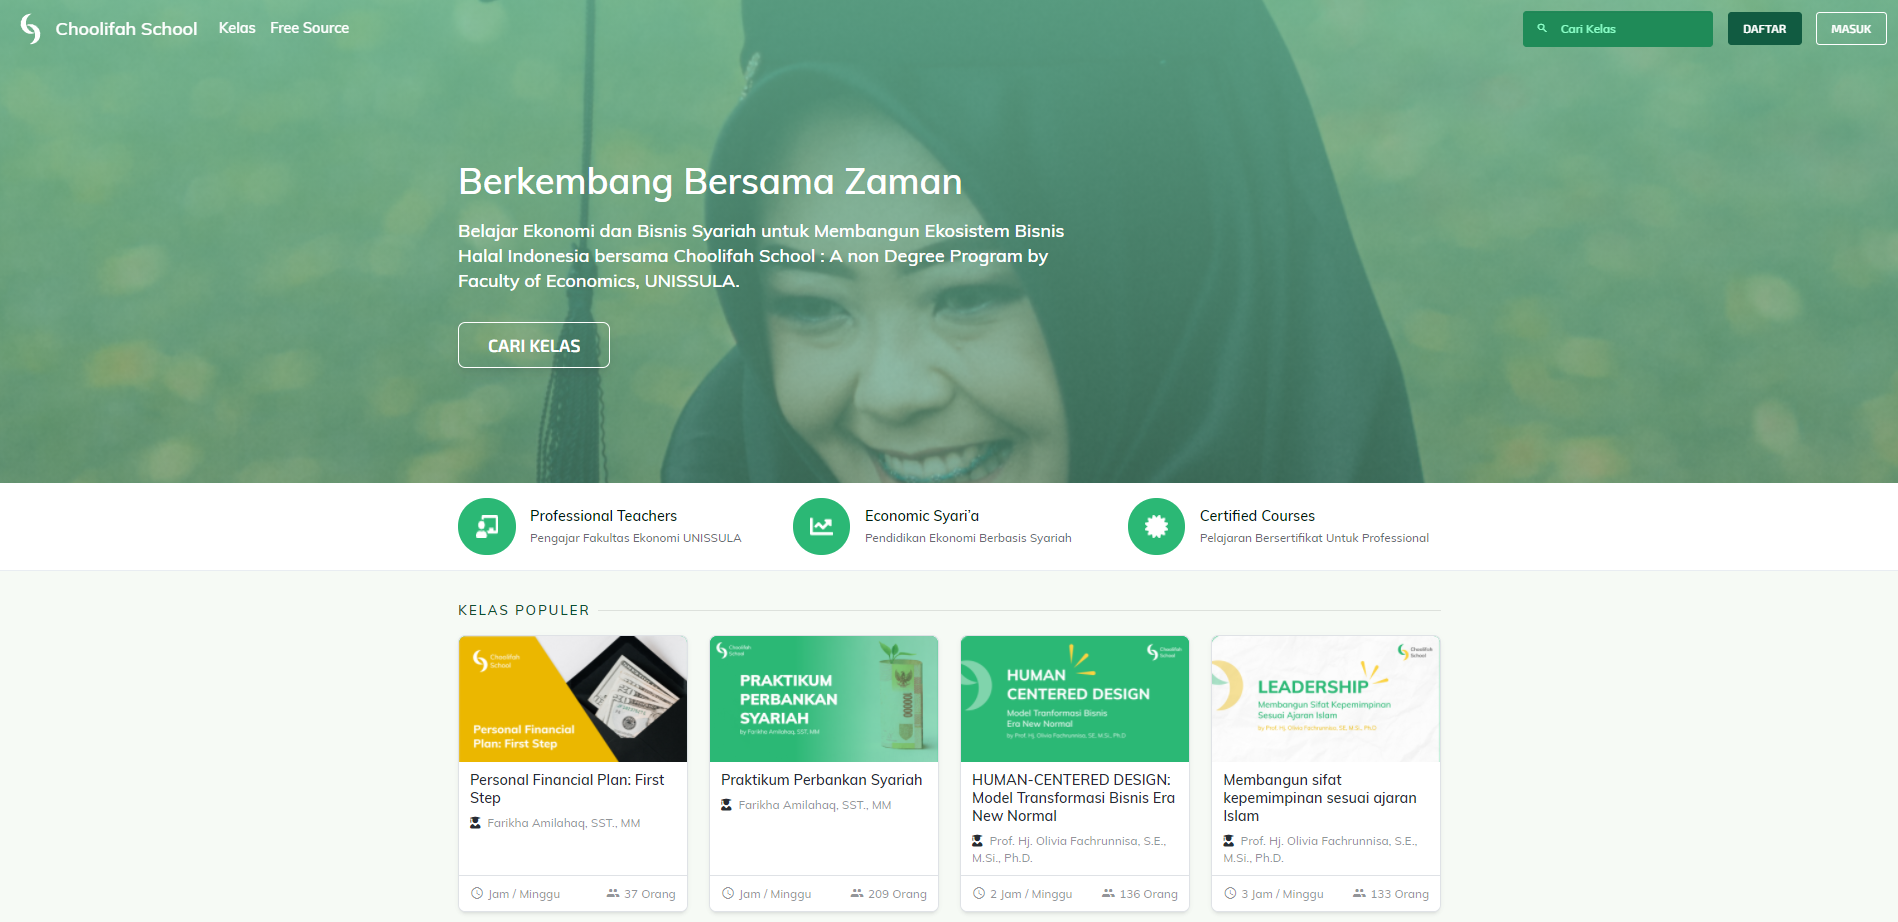 Choolifah School
Kelas
Free Source
Cari Kelas
DAFTAR
MASUK
Berkembang Bersama Zaman
Belajar Ekonomi dan Bisnis Syariah untuk Membangun Ekosistem Bisnis
Halal Indonesia bersama Choolifah School : A non Degree Program by
Faculty of Economics, UNISSULA.
CARI KELAS
Professional Teachers
Pengajar Fakultas Ekonomi UNISSULA
Economic Syari'a
Pendidikan Ekonomi Berbasis Syariah
Certified Courses
Pelajaran Bersertifikat Untuk Professional
KELAS POPULER
Choolifah
School
Personal Financial
Plan: First Step
Personal Financial Plan: First
Step
Farikha Amilahaq, SST., MM
Jam / Minggu
37 Orang
Choolifah
School
PRAKTIKUM
PERBANKAN
SYARIAH
by Farikha Amilahaq, SST, MM
100000
Praktikum Perbankan Syariah
Farikha Amilahaq, SST., MM
Jam / Minggu
209 Orang
Choolifah
School
HUMAN
CENTERED DESIGN
Model Tranformasi Bisnis
Era New Normal
by Prof. Hj. Olivia Fachrunnisa, SE, M.Si., Ph.D
HUMAN-CENTERED DESIGN:
Model Transformasi Bisnis Era
New Normal
Prof. Hj. Olivia Fachrunnisa, S.E.,
M.Si., Ph.D.
2 Jam / Minggu
136 Orang
Choolifah
School
LEADERSHIP
Membangun Sifat Kepemimpinan
Sesuai Ajaran Islam
by Prof. Hj. Olivia Fachrunnisa, SE, M.Si., Ph.D
Membangun sifat
kepemimpinan sesuai ajaran
Islam
Prof. Hj. Olivia Fachrunnisa, S.E.,
M.Si., Ph.D.
3 Jam / Minggu
133 Orang